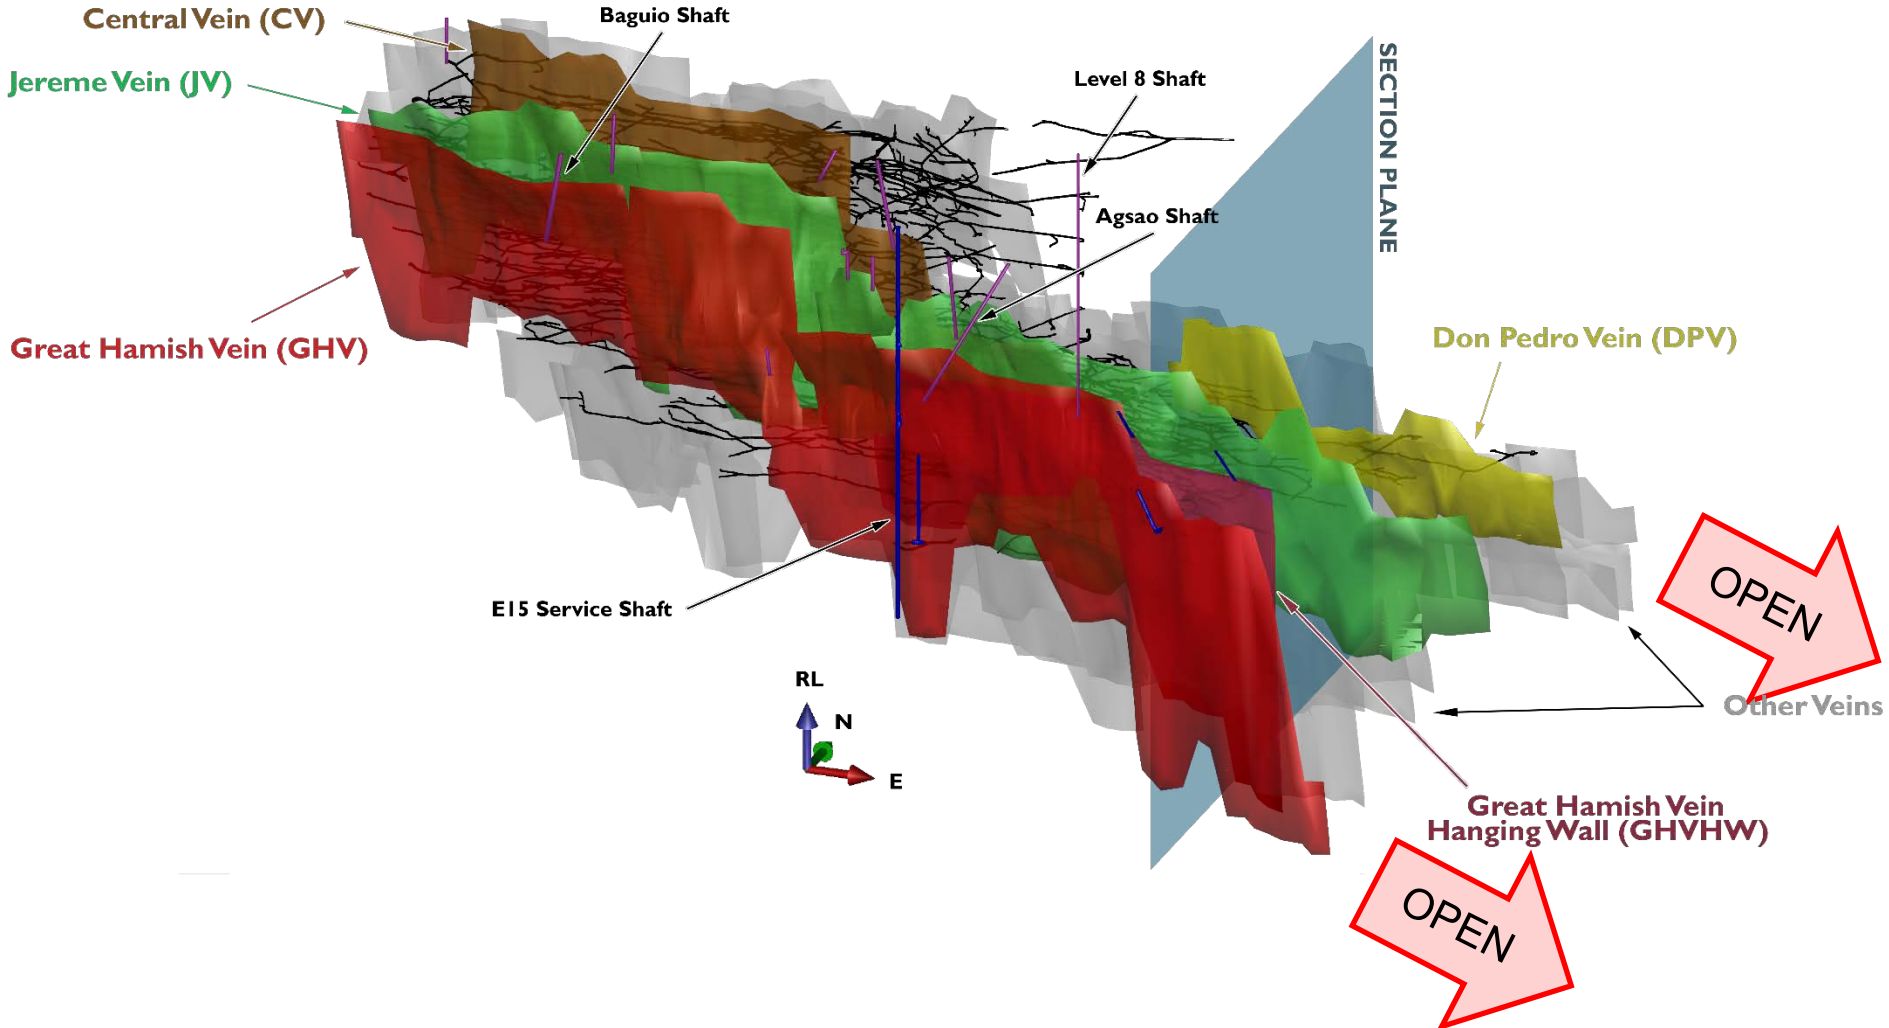 Central Vein (CV)
Baguio Shaft
Jereme Vein (JV)
Level 8 Shaft
SECTION PLANE
Agsao Shaft
Great Hamish Vein (GHV)
Don Pedro Vein (DPV)
E15 Service Shaft
OPEN
RL
N
E
Other Veins
Great Hamish Vein
Hanging Wall (GHVHW)
OPEN